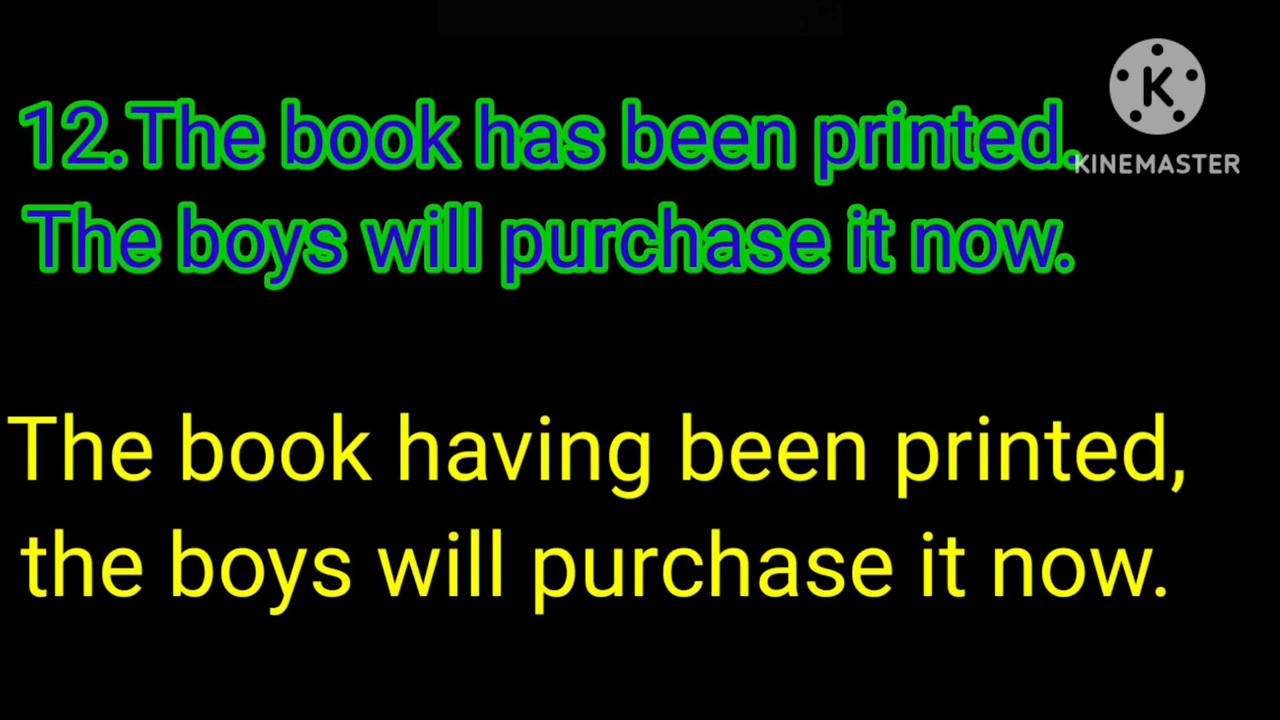 12.The book has been printed.
KINEMASTER
The boys will purchase it now.
The book having been printed,
the boys will purchase it now.